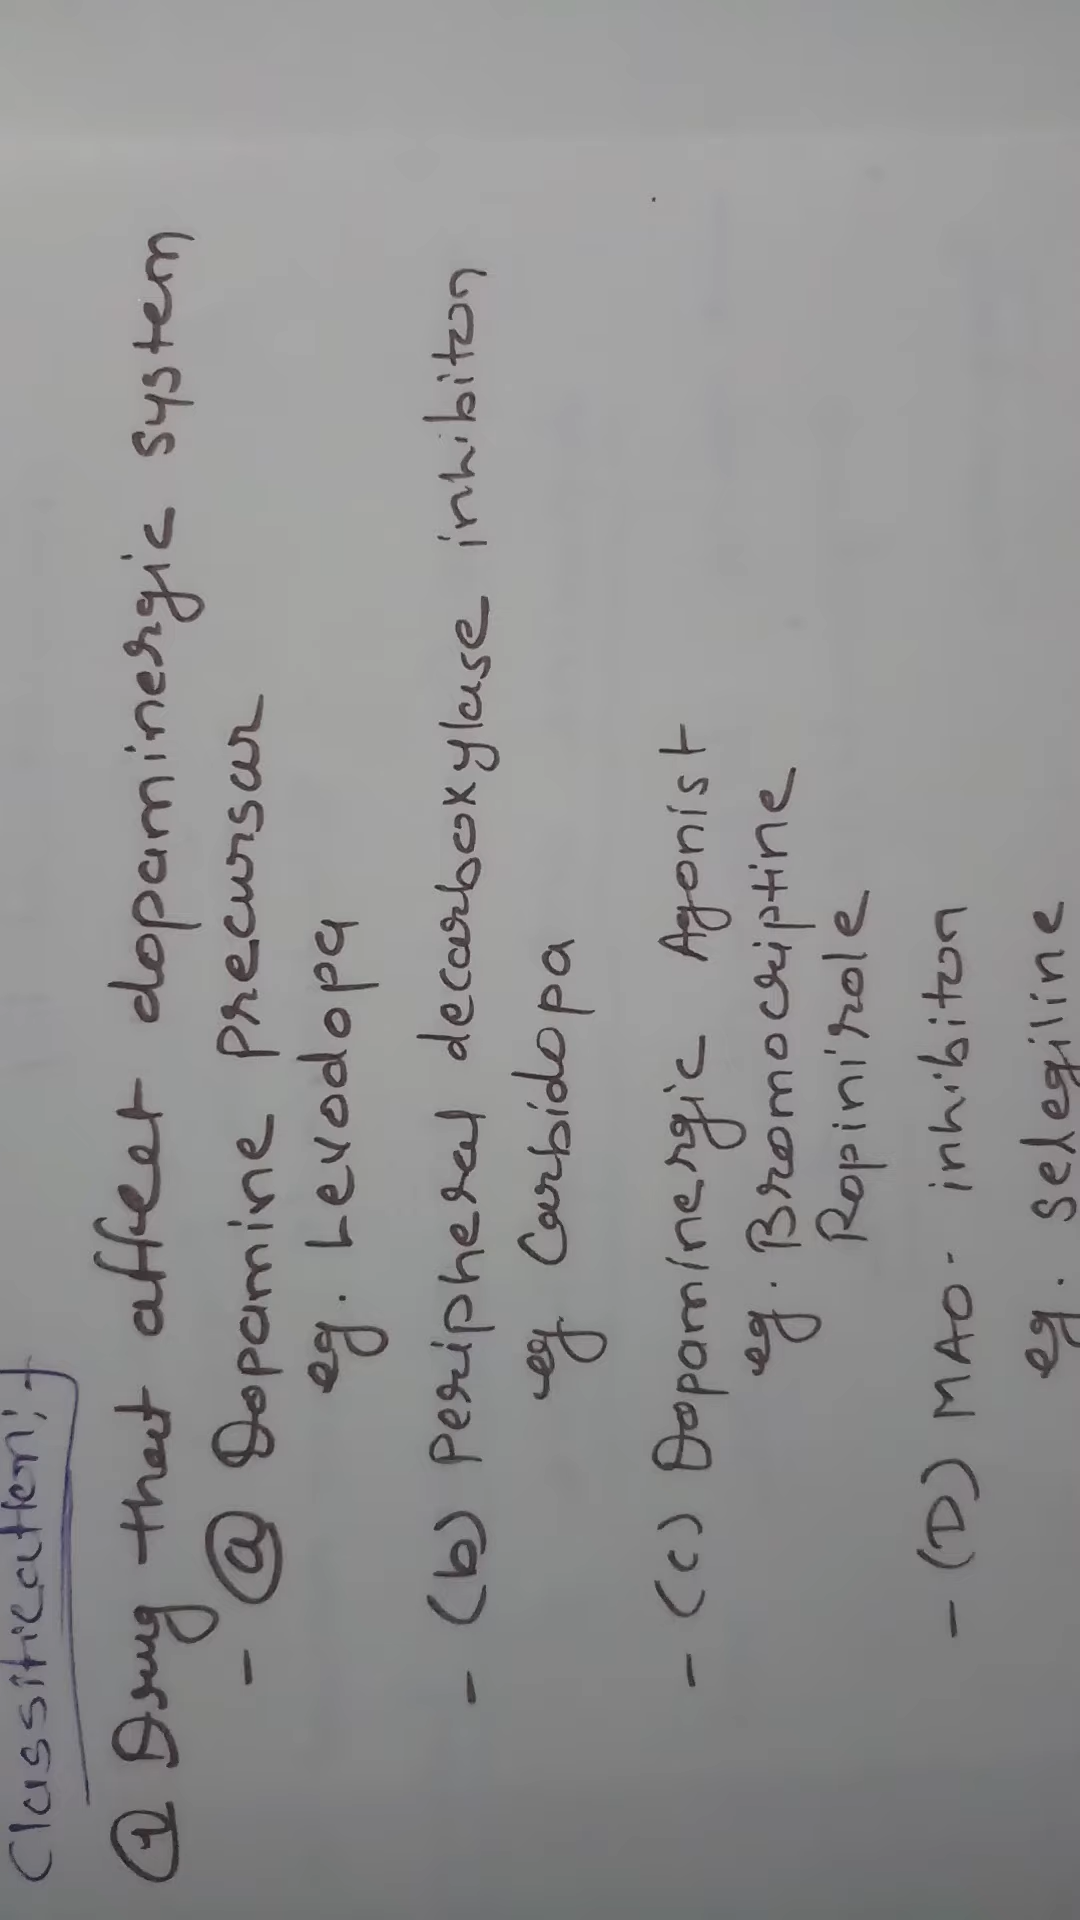 Classification:-
① Drug that affect dopaminergic system
- ⓐ Dopamine precursor
eg. Levodopa
- (b) peripheral decarboxylase inhibitor
eg. Carbidopa
- (c) Dopaminergic Agonist
eg. Bromocriptine
Ropinirole
- (D) MAO- inhibitor
eg. selegiline